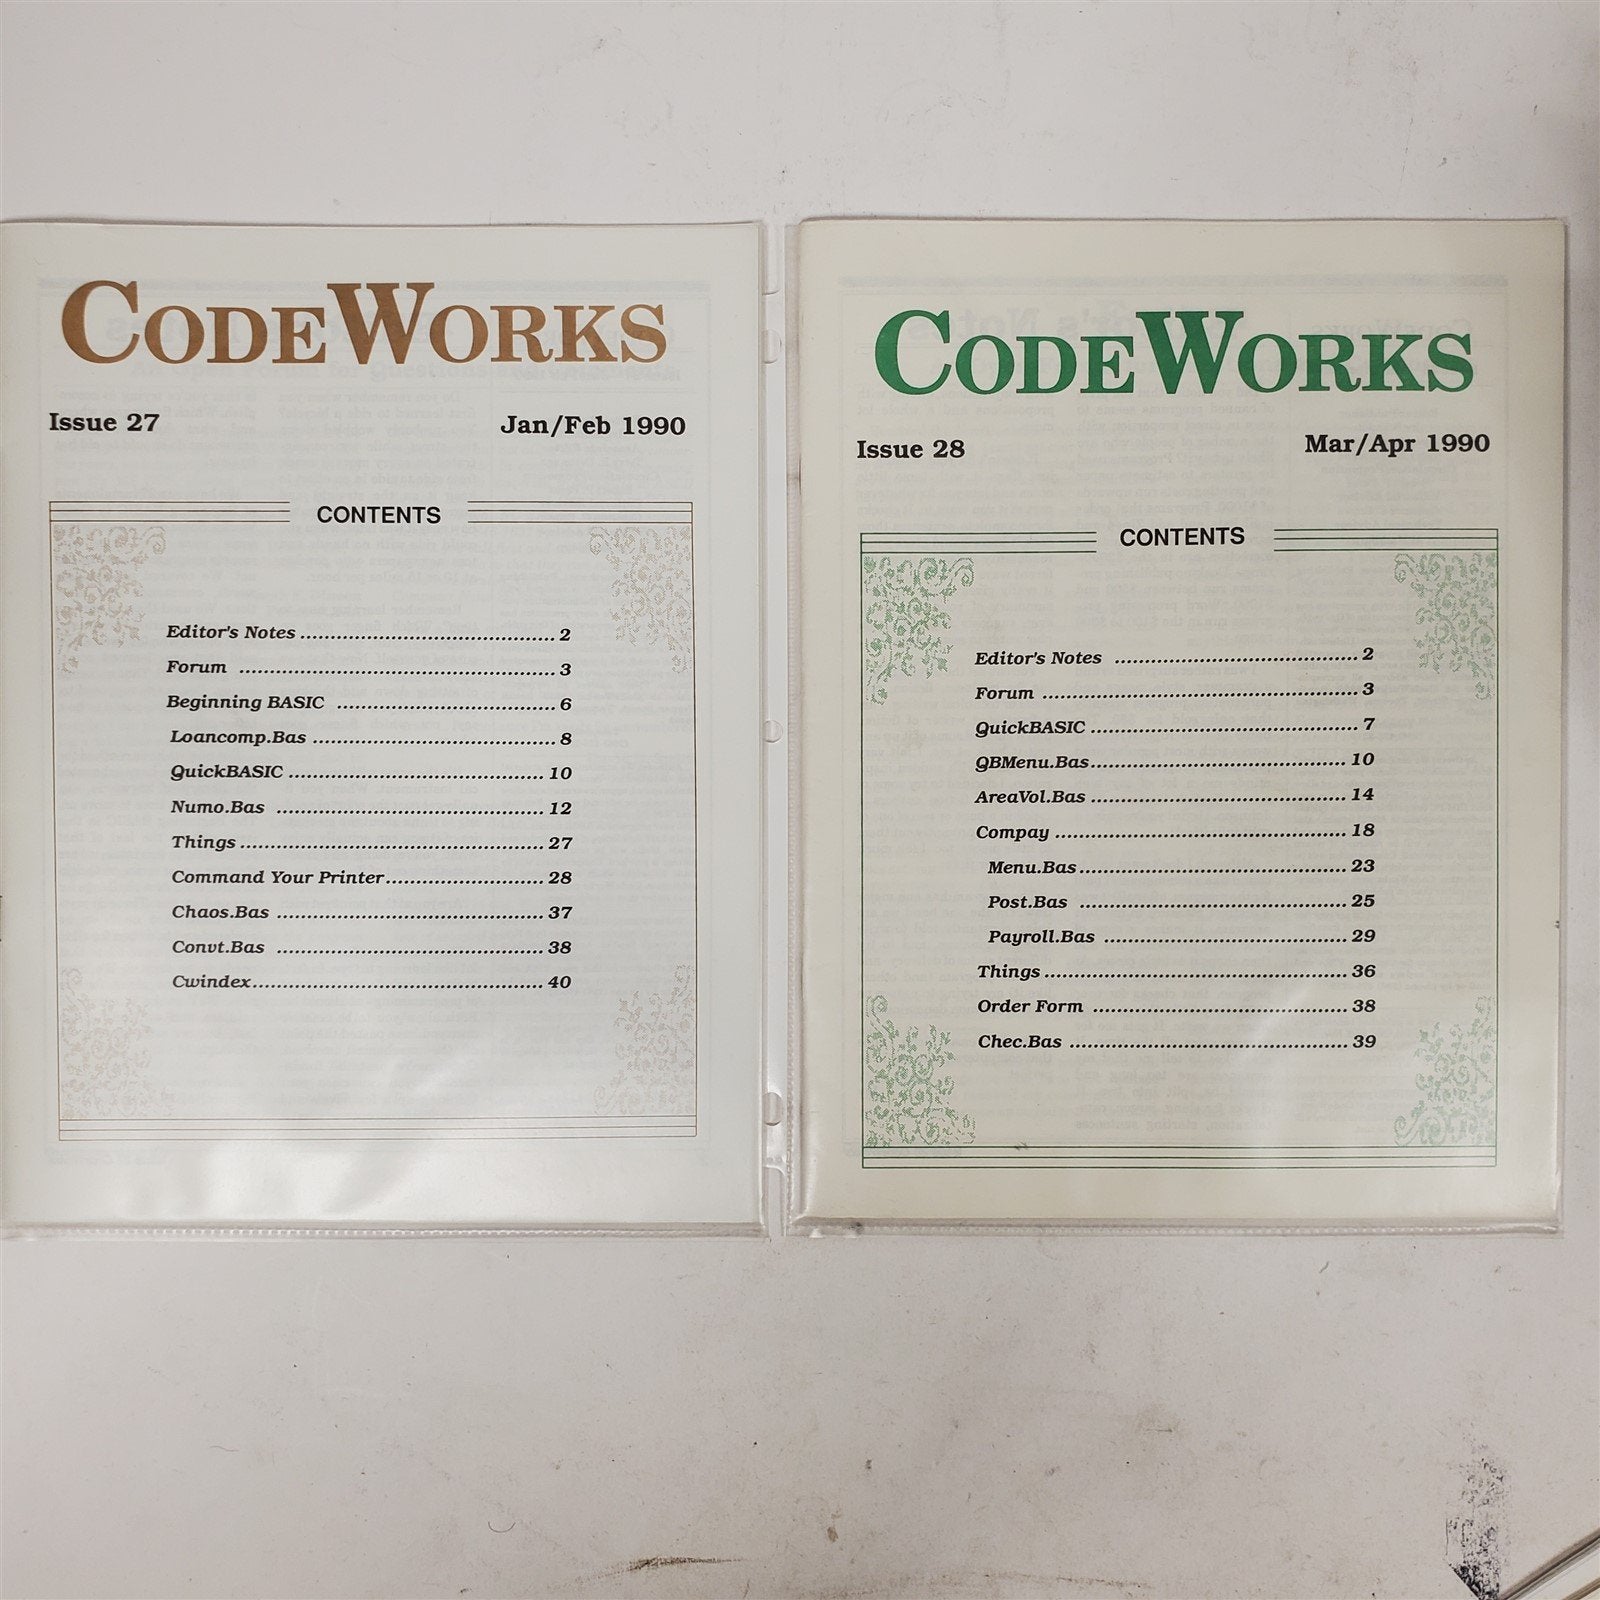 CODEWORKS
Issue 27 Jan/Feb 1990
CONTENTS
Editor's Notes ........................................... 2
Forum ..................................................... 3
Beginning BASIC ..................................... 6
Loancomp.Bas ......................................... 8
QuickBASIC ........................................... 10
Numo.Bas ............................................. 12
Things ................................................... 27
Command Your Printer........................... 28
Chaos.Bas ............................................. 37
Convt.Bas ............................................. 38
Cwindex................................................. 40
CODEWORKS
Issue 28 Mar/Apr 1990
CONTENTS
Editor's Notes ......................................... 2
Forum ..................................................... 3
QuickBASIC ............................................. 7
QBMenu.Bas........................................... 10
AreaVol.Bas ........................................... 14
Compay ................................................. 18
Menu.Bas............................................. 23
Post.Bas ............................................. 25
Payroll.Bas ......................................... 29
Things................................................... 36
Order Form ........................................... 38
Chec.Bas ............................................... 39